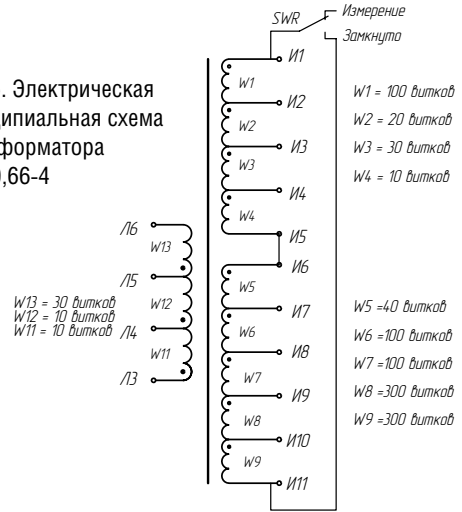 SWR
Измерение
Замкнуто
. Электрическая
ципиальная схема
форматора
0,66-4
И1
И2
И3
И4
И5
И6
И7
И8
И9
И10
И11
W1
W2
W3
W4
W5
W6
W7
W8
W9
W1 = 100 витков
W2 = 20 витков
W3 = 30 витков
W4 = 10 витков
W5 =40 витков
W6 =100 витков
W7 =100 витков
W8 =300 витков
W9 =300 витков
Л6
Л5
Л4
Л3
W13
W12
W11
W13 = 30 витков
W12 = 10 витков
W11 = 10 витков